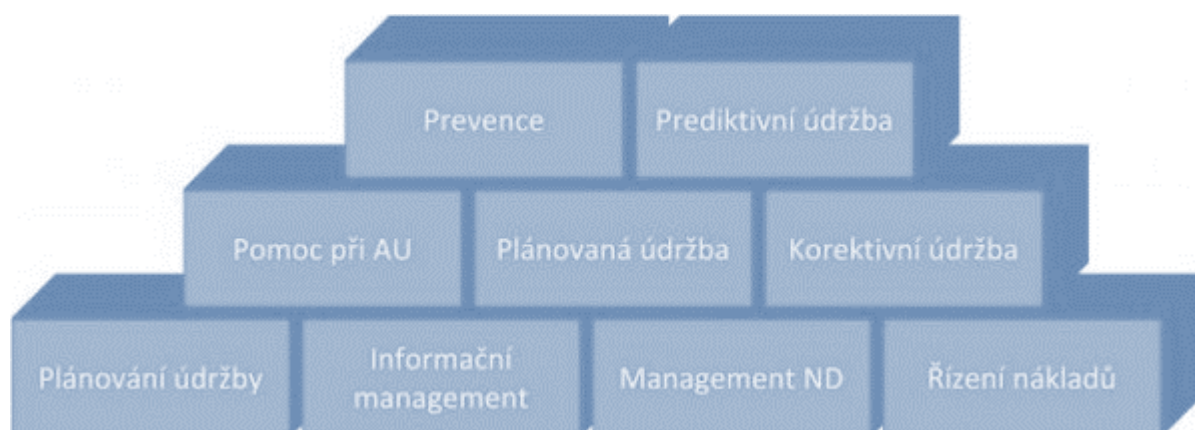 Prevence
Prediktivní údržba
Pomoc při AU
Plánovaná údržba
Korektivní údržba
Plánování údržby
Informační
management
Management ND
Řízení nákladů